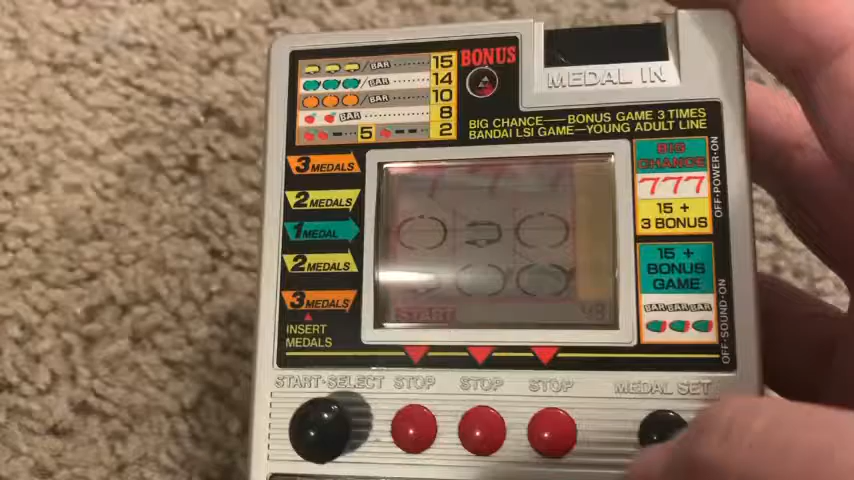 BAR 15
BONUS
BAR 14
BAR 10
BAR 8
5 2
MEDAL IN
BIG CHANCE—BONUS GAME 3 TIMES
BANDAI LSI GAME—YOUNG ADULT LINE
3 MEDALS
2 MEDALS
1 MEDAL
2 MEDALS
3 MEDALS
INSERT
MEDALS
7 7 7
START
BIG
CHANCE
777
15 +
3 BONUS
OFF·POWER·ON
15 +
BONUS
GAME
BAR BAR BAR
OFF·SOUND·ON
START·SELECT STOP STOP STOP MEDAL SET